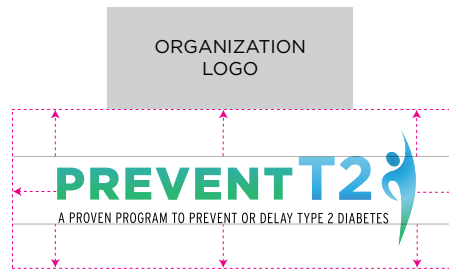 ORGANIZATION
LOGO
PREVENT T2
A PROVEN PROGRAM TO PREVENT OR DELAY TYPE 2 DIABETES